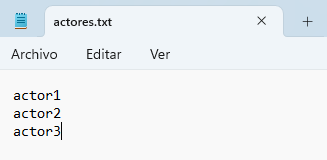 actores.txt
Archivo Editar Ver
actor1
actor2
actor3